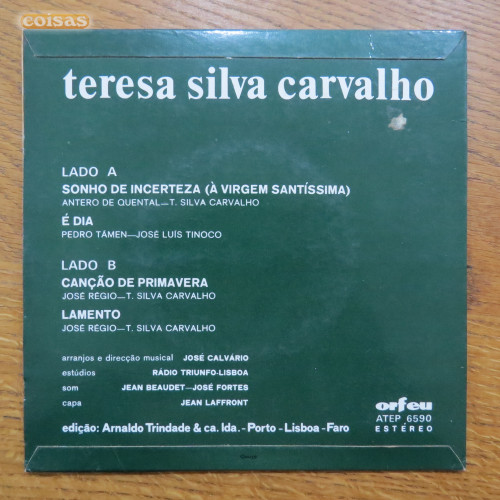 coisas
teresa silva carvalho
LADO A
SONHO DE INCERTEZA (À VIRGEM SANTÍSSIMA)
ANTERO DE QUENTAL—T. SILVA CARVALHO
É DIA
PEDRO TÁMEN—JOSÉ LUÍS TINOCO
LADO B
CANÇÃO DE PRIMAVERA
JOSÉ RÉGIO—T. SILVA CARVALHO
LAMENTO
JOSÉ RÉGIO—T. SILVA CARVALHO
arranjos e direcção musical JOSÉ CALVÁRIO
estúdios RÁDIO TRIUNFO-LISBOA
som JEAN BEAUDET—JOSÉ FORTES
capa JEAN LAFFRONT
orfeu
ATEP 6590
ESTÉREO
edição: Arnaldo Trindade & ca. lda. - Porto - Lisboa - Faro